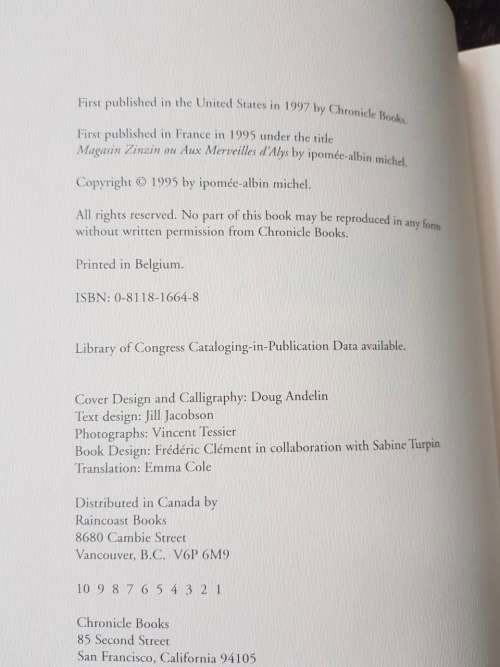 First published in the United States in 1997 by Chronicle Books.
First published in France in 1995 under the title
Magasin Zinzin ou Aux Merveilles d'Alys by ipomée-albin michel.
Copyright © 1995 by ipomée-albin michel.
All rights reserved. No part of this book may be reproduced in any form
without written permission from Chronicle Books.
Printed in Belgium.
ISBN: 0-8118-1664-8
Library of Congress Cataloging-in-Publication Data available.
Cover Design and Calligraphy: Doug Andelin
Text design: Jill Jacobson
Photographs: Vincent Tessier
Book Design: Frédéric Clément in collaboration with Sabine Turpin
Translation: Emma Cole
Distributed in Canada by
Raincoast Books
8680 Cambie Street
Vancouver, B.C. V6P 6M9
10 9 8 7 6 5 4 3 2 1
Chronicle Books
85 Second Street
San Francisco, California 94105